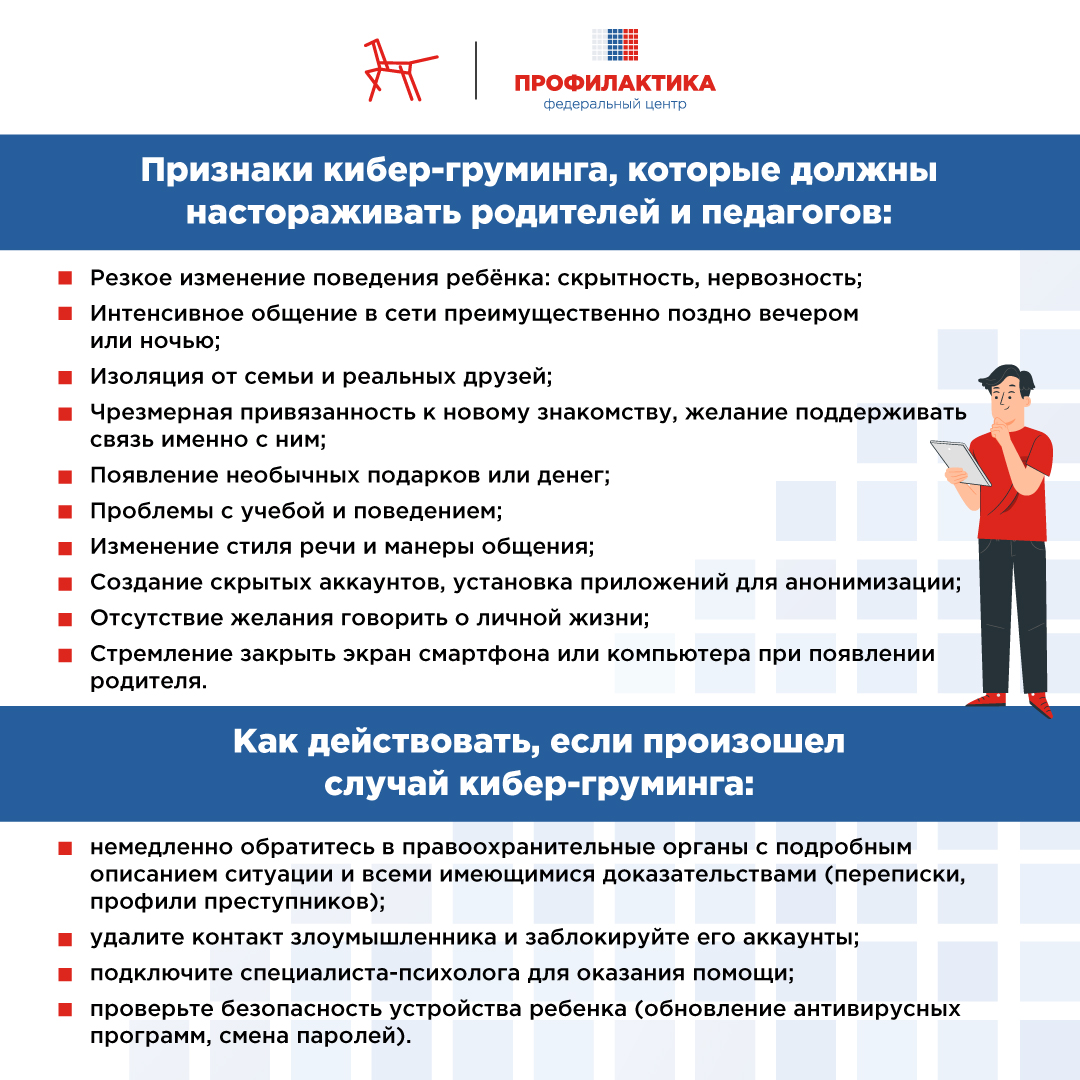 ПРОФИЛАКТИКА
федеральный центр
Признаки кибер-груминга, которые должны
настораживать родителей и педагогов:
Резкое изменение поведения ребёнка: скрытность, нервозность;
Интенсивное общение в сети преимущественно поздно вечером
или ночью;
Изоляция от семьи и реальных друзей;
Чрезмерная привязанность к новому знакомству, желание поддерживать
связь именно с ним;
Появление необычных подарков или денег;
Проблемы с учебой и поведением;
Изменение стиля речи и манеры общения;
Создание скрытых аккаунтов, установка приложений для анонимизации;
Отсутствие желания говорить о личной жизни;
Стремление закрыть экран смартфона или компьютера при появлении
родителя.
Как действовать, если произошел
случай кибер-груминга:
немедленно обратитесь в правоохранительные органы с подробным
описанием ситуации и всеми имеющимися доказательствами (переписки,
профили преступников);
удалите контакт злоумышленника и заблокируйте его аккаунты;
подключите специалиста-психолога для оказания помощи;
проверьте безопасность устройства ребенка (обновление антивирусных
программ, смена паролей).